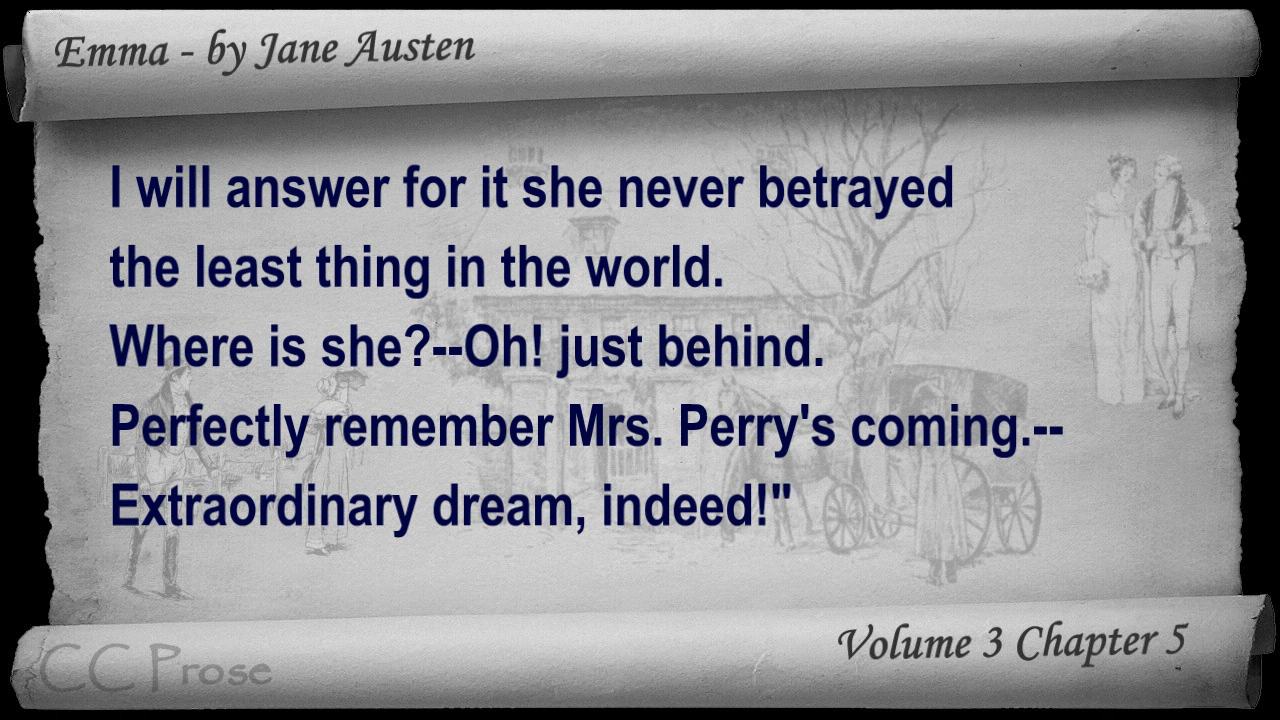 Emma - by Jane Austen
I will answer for it she never betrayed
the least thing in the world.
Where is she?--Oh! just behind.
Perfectly remember Mrs. Perry's coming.--
Extraordinary dream, indeed!"
Volume 3 Chapter 5
CC Prose